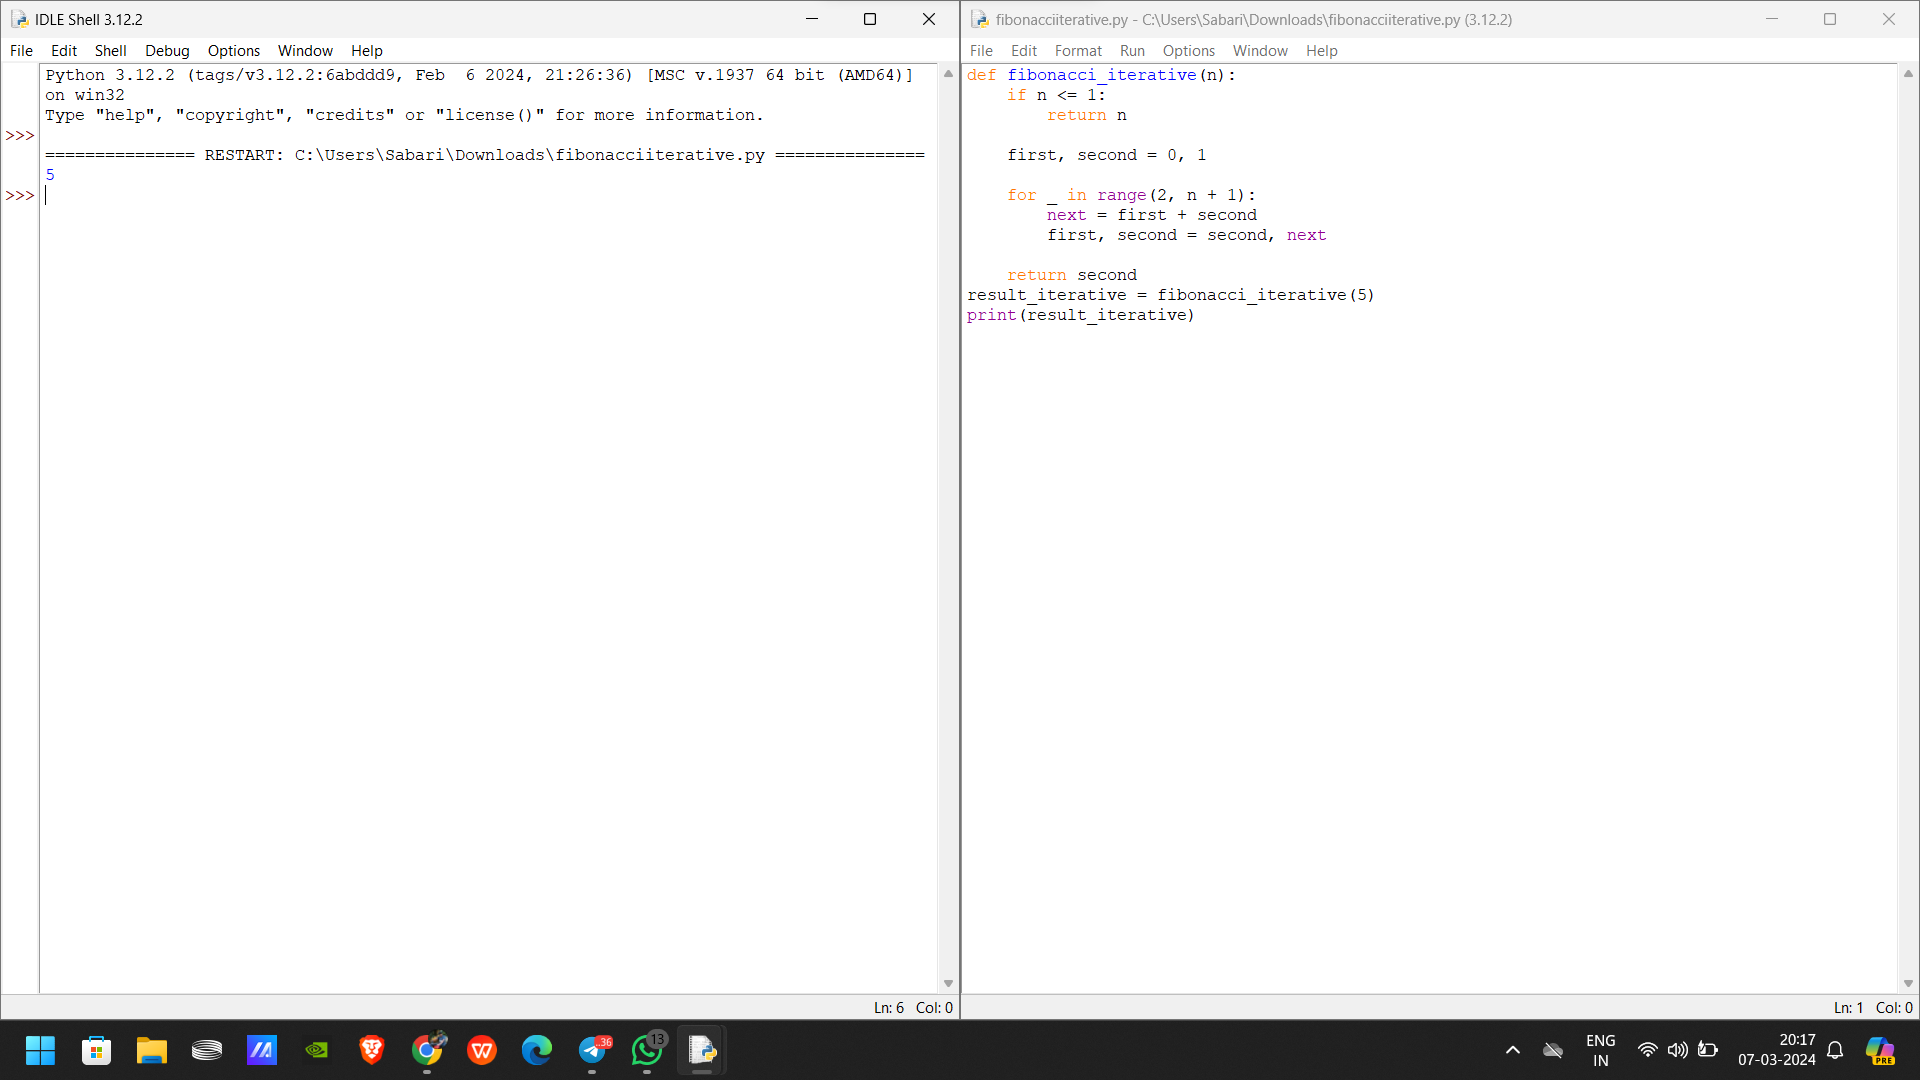 IDLE Shell 3.12.2
File Edit Shell Debug Options Window Help
Python 3.12.2 (tags/v3.12.2:6abddd9, Feb  6 2024, 21:26:36) [MSC v.1937 64 bit (AMD64)]
on win32
Type "help", "copyright", "credits" or "license()" for more information.
>>>
=============== RESTART: C:\Users\Sabari\Downloads\fibonacciiterative.py ===============
5
>>>
Ln: 6 Col: 0
fibonacciiterative.py - C:\Users\Sabari\Downloads\fibonacciiterative.py (3.12.2)
File Edit Format Run Options Window Help
def fibonacci_iterative(n):
    if n <= 1:
        return n
    first, second = 0, 1
    for _ in range(2, n + 1):
        next = first + second
        first, second = second, next
    return second
result_iterative = fibonacci_iterative(5)
print(result_iterative)
Ln: 1 Col: 0
W
..36
13
ENG
IN
20:17
07-03-2024
PRE